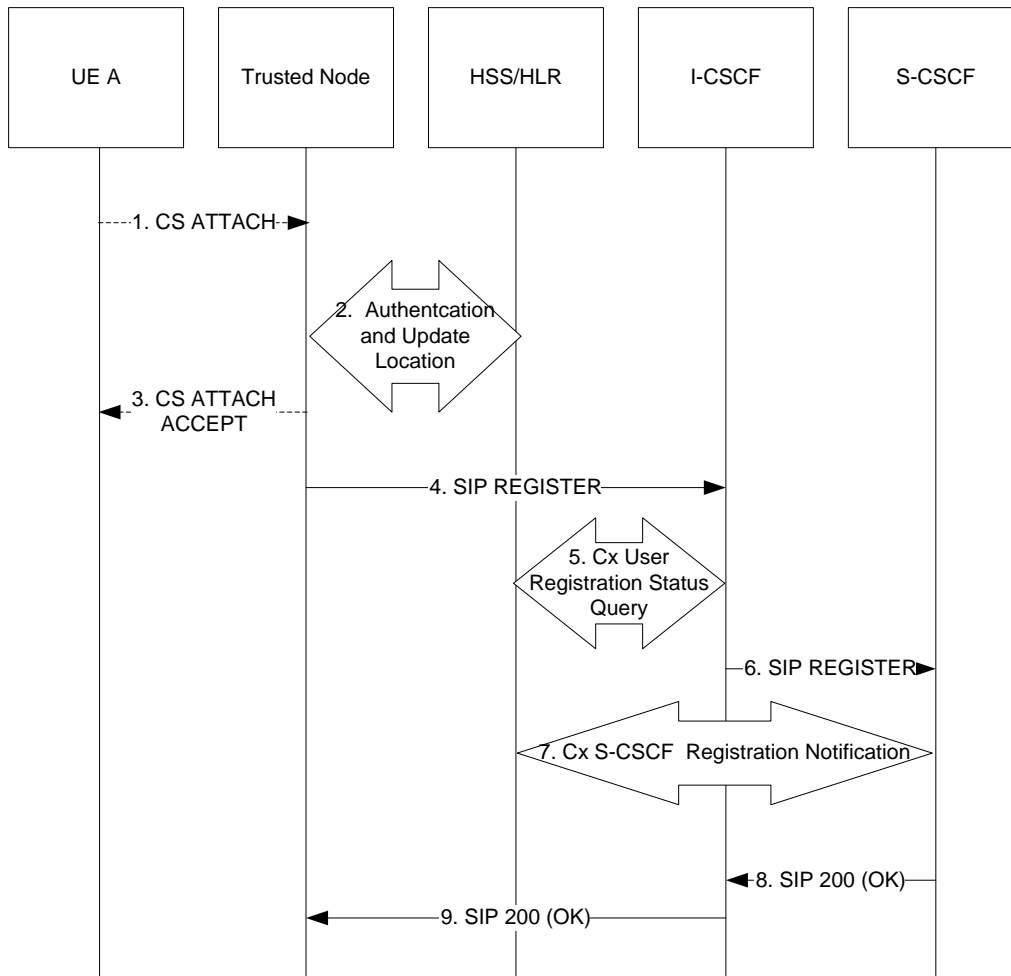 UE A
Trusted Node
HSS/HLR
I-CSCF
S-CSCF
1. CS ATTACH
2. Authentcation
and Update
Location
3. CS ATTACH
ACCEPT
4. SIP REGISTER
5. Cx User
Registration Status
Query
6. SIP REGISTER
7. Cx S-CSCF Registration Notification
8. SIP 200 (OK)
9. SIP 200 (OK)